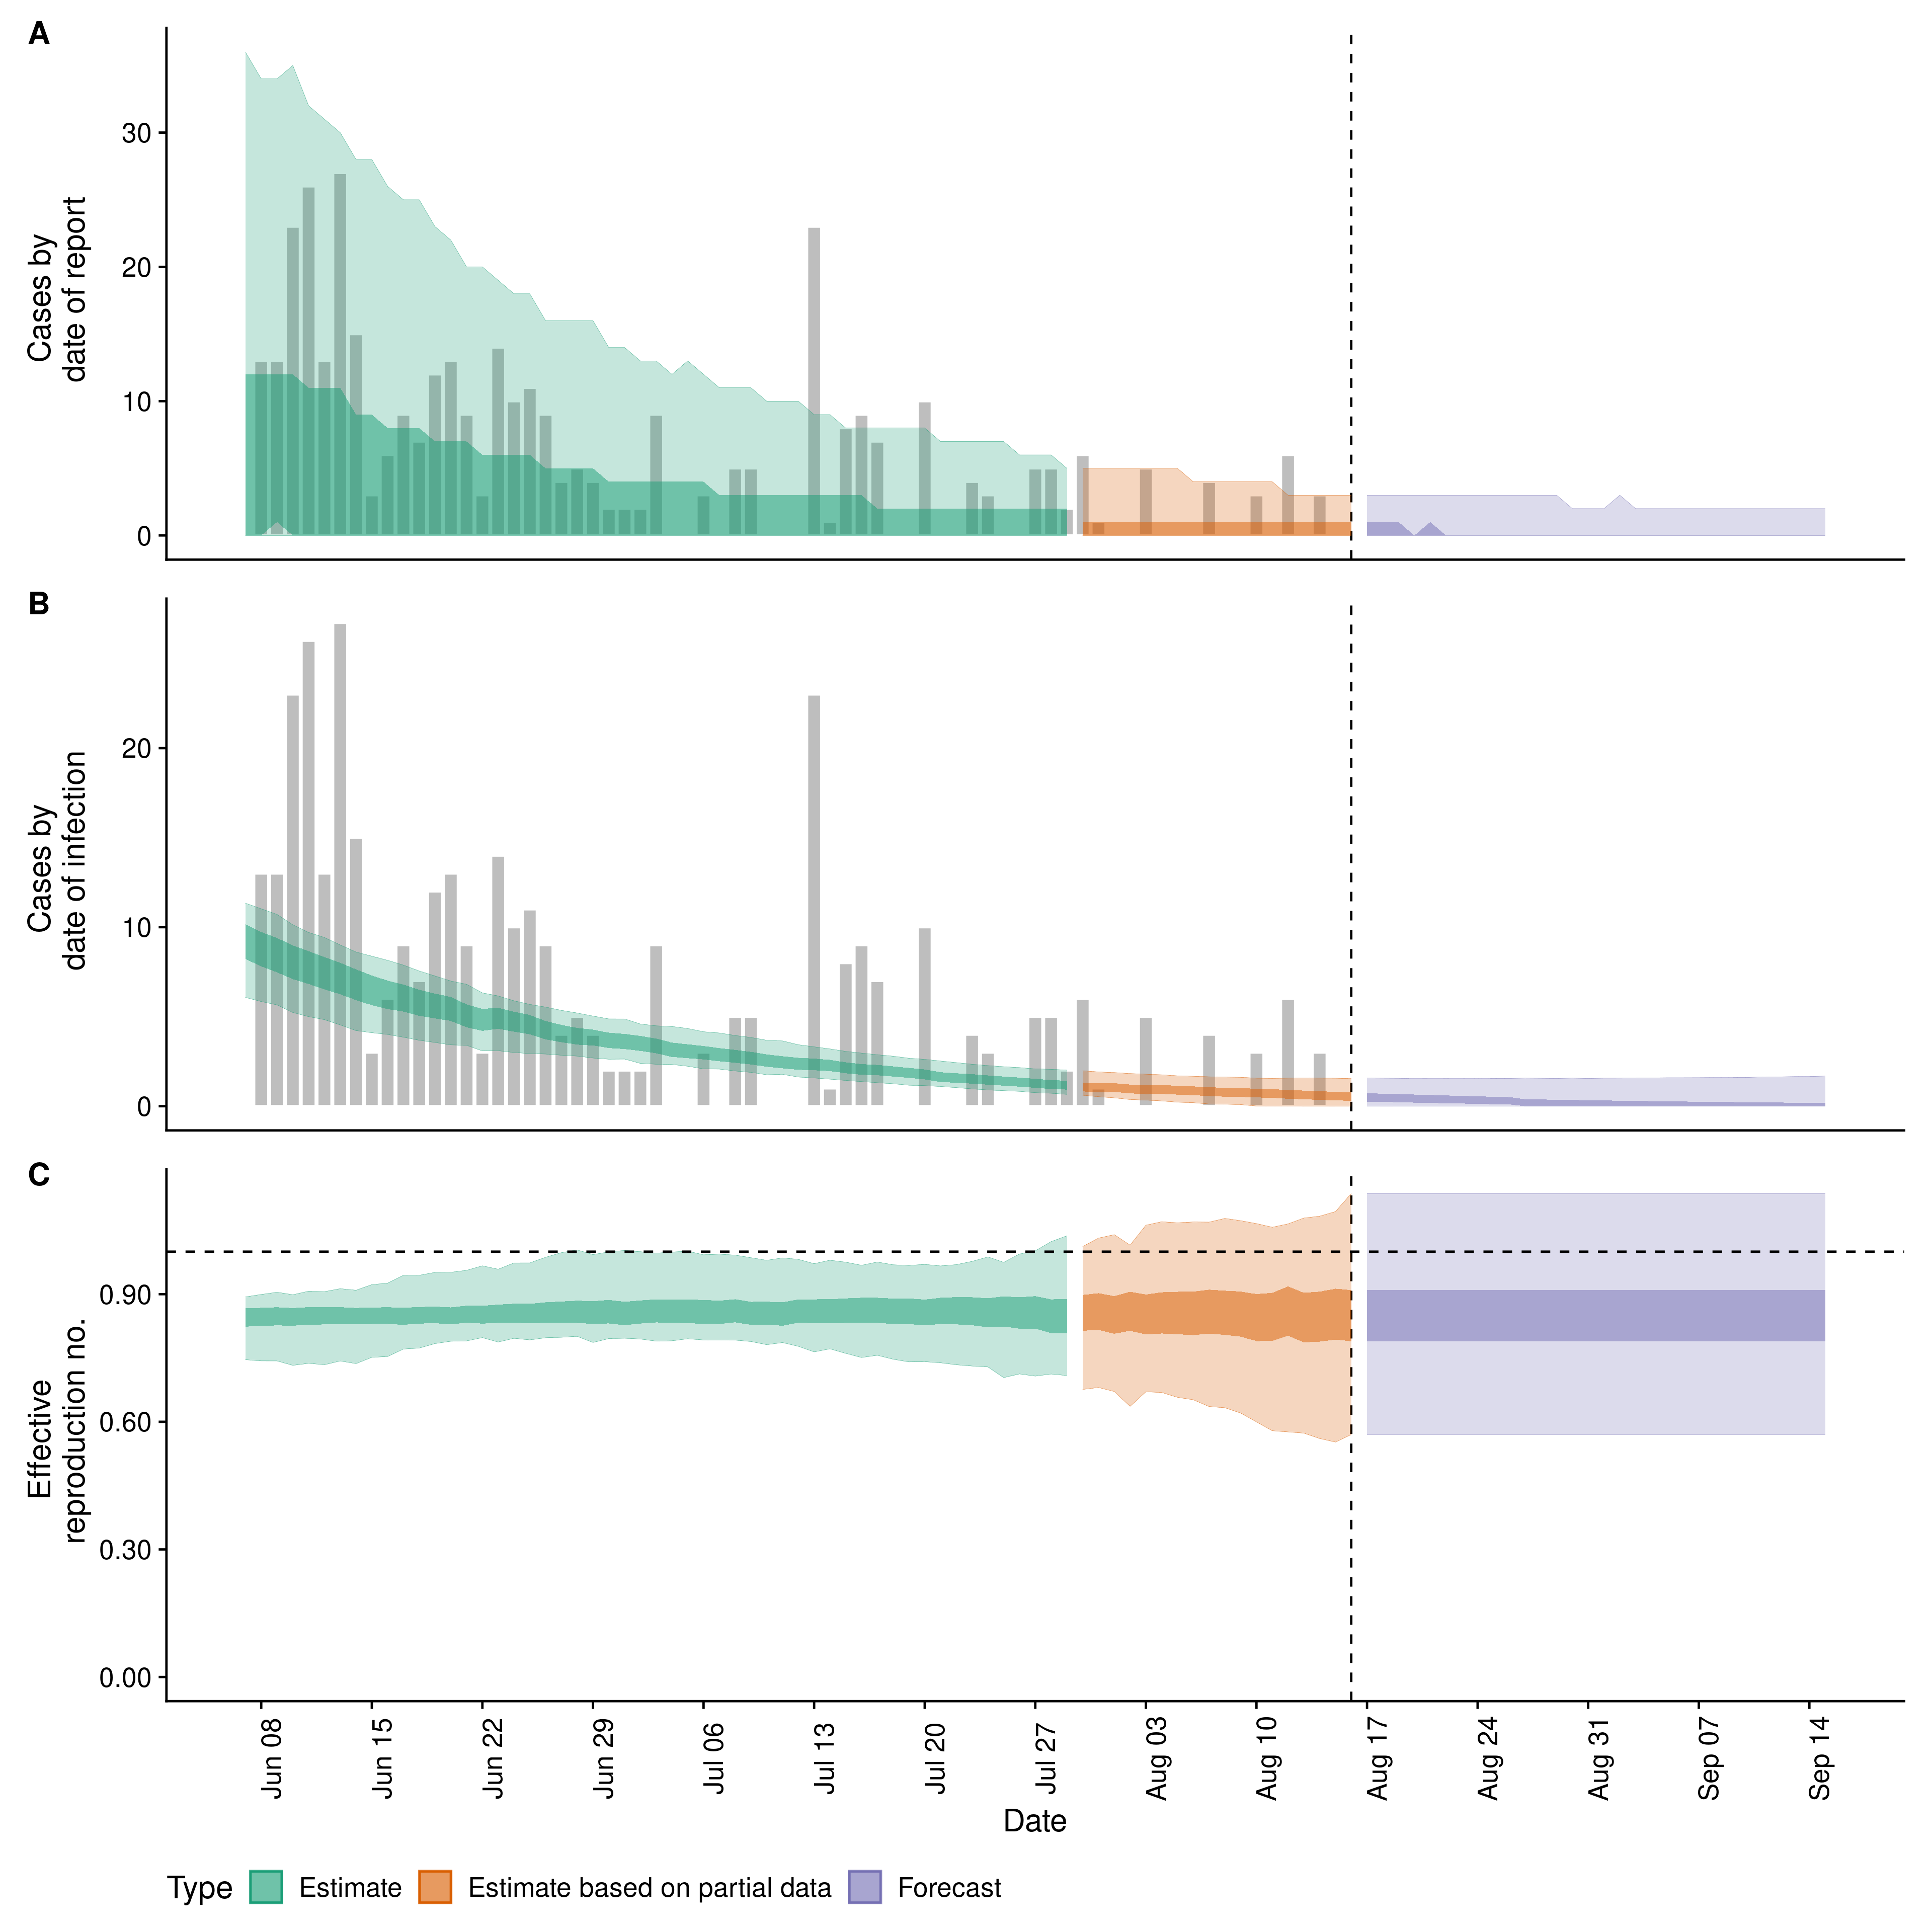 A
Cases by
date of report
30
20
10
0
B
Cases by
date of infection
20
10
0
C
Effective
reproduction no.
0.90
0.60
0.30
0.00
Jun 08
Jun 15
Jun 22
Jun 29
Jul 06
Jul 13
Jul 20
Jul 27
Aug 03
Aug 10
Aug 17
Aug 24
Aug 31
Sep 07
Sep 14
Date
Type Estimate Estimate based on partial data Forecast